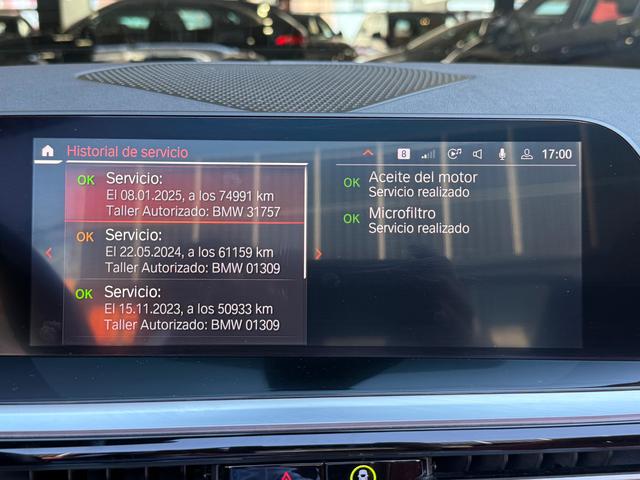 Historial de servicio
8
17:00
OK Servicio:
El 08.01.2025, a los 74991 km
Taller Autorizado: BMW 31757
OK Servicio:
El 22.05.2024, a los 61159 km
Taller Autorizado: BMW 01309
OK Servicio:
El 15.11.2023, a los 50933 km
Taller Autorizado: BMW 01309
OK Aceite del motor
Servicio realizado
OK Microfiltro
Servicio realizado